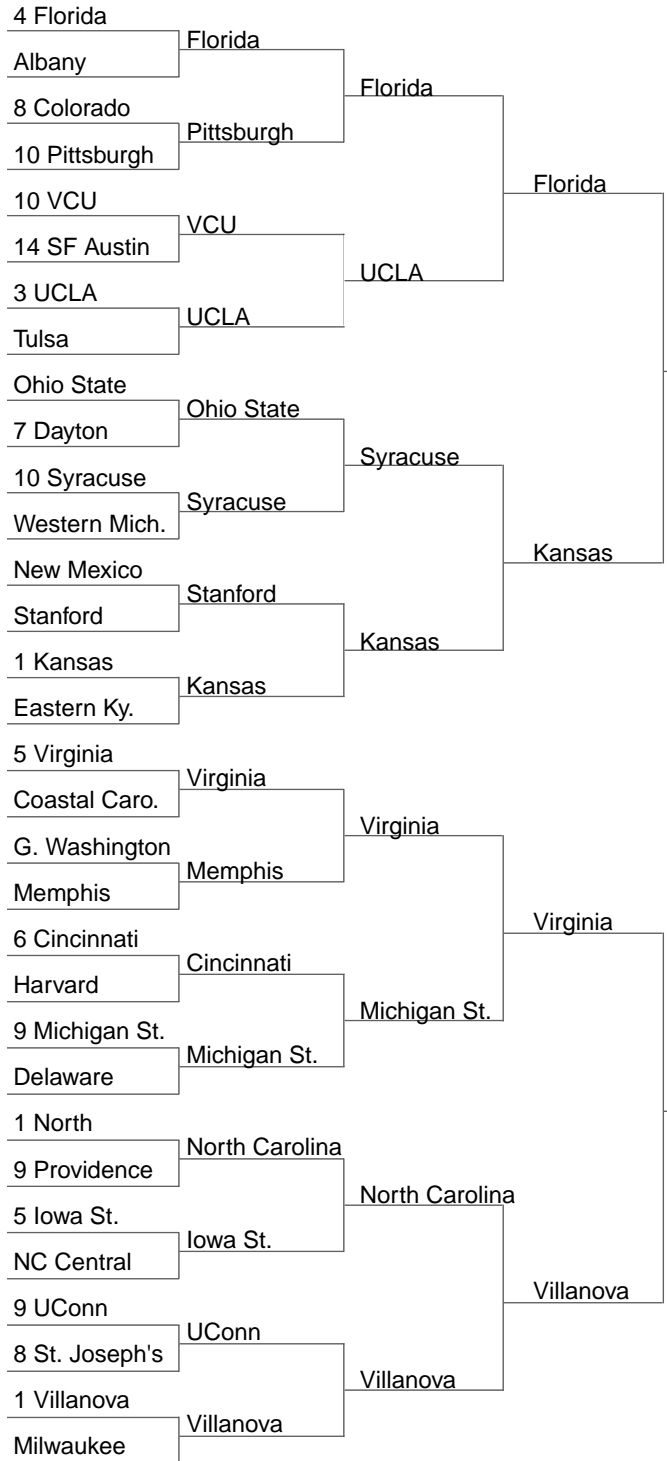 4 Florida
Albany
8 Colorado
10 Pittsburgh
10 VCU
14 SF Austin
3 UCLA
Tulsa
Ohio State
7 Dayton
10 Syracuse
Western Mich.
New Mexico
Stanford
1 Kansas
Eastern Ky.
5 Virginia
Coastal Caro.
G. Washington
Memphis
6 Cincinnati
Harvard
9 Michigan St.
Delaware
1 North
9 Providence
5 Iowa St.
NC Central
9 UConn
8 St. Joseph's
1 Villanova
Milwaukee
Florida
Pittsburgh
VCU
UCLA
Ohio State
Syracuse
Stanford
Kansas
Virginia
Memphis
Cincinnati
Michigan St.
North Carolina
Iowa St.
UConn
Villanova
Florida
UCLA
Syracuse
Kansas
Virginia
Michigan St.
North Carolina
Villanova
Florida
Kansas
Virginia
Villanova